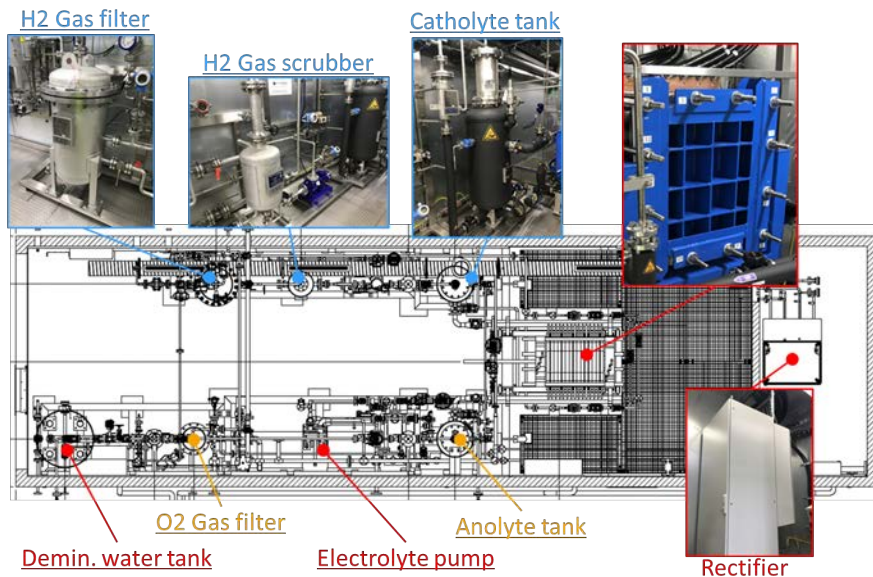 H2 Gas filter
H2 Gas scrubber
Catholyte tank
O2 Gas filter
Anolyte tank
Demin. water tank
Electrolyte pump
Rectifier